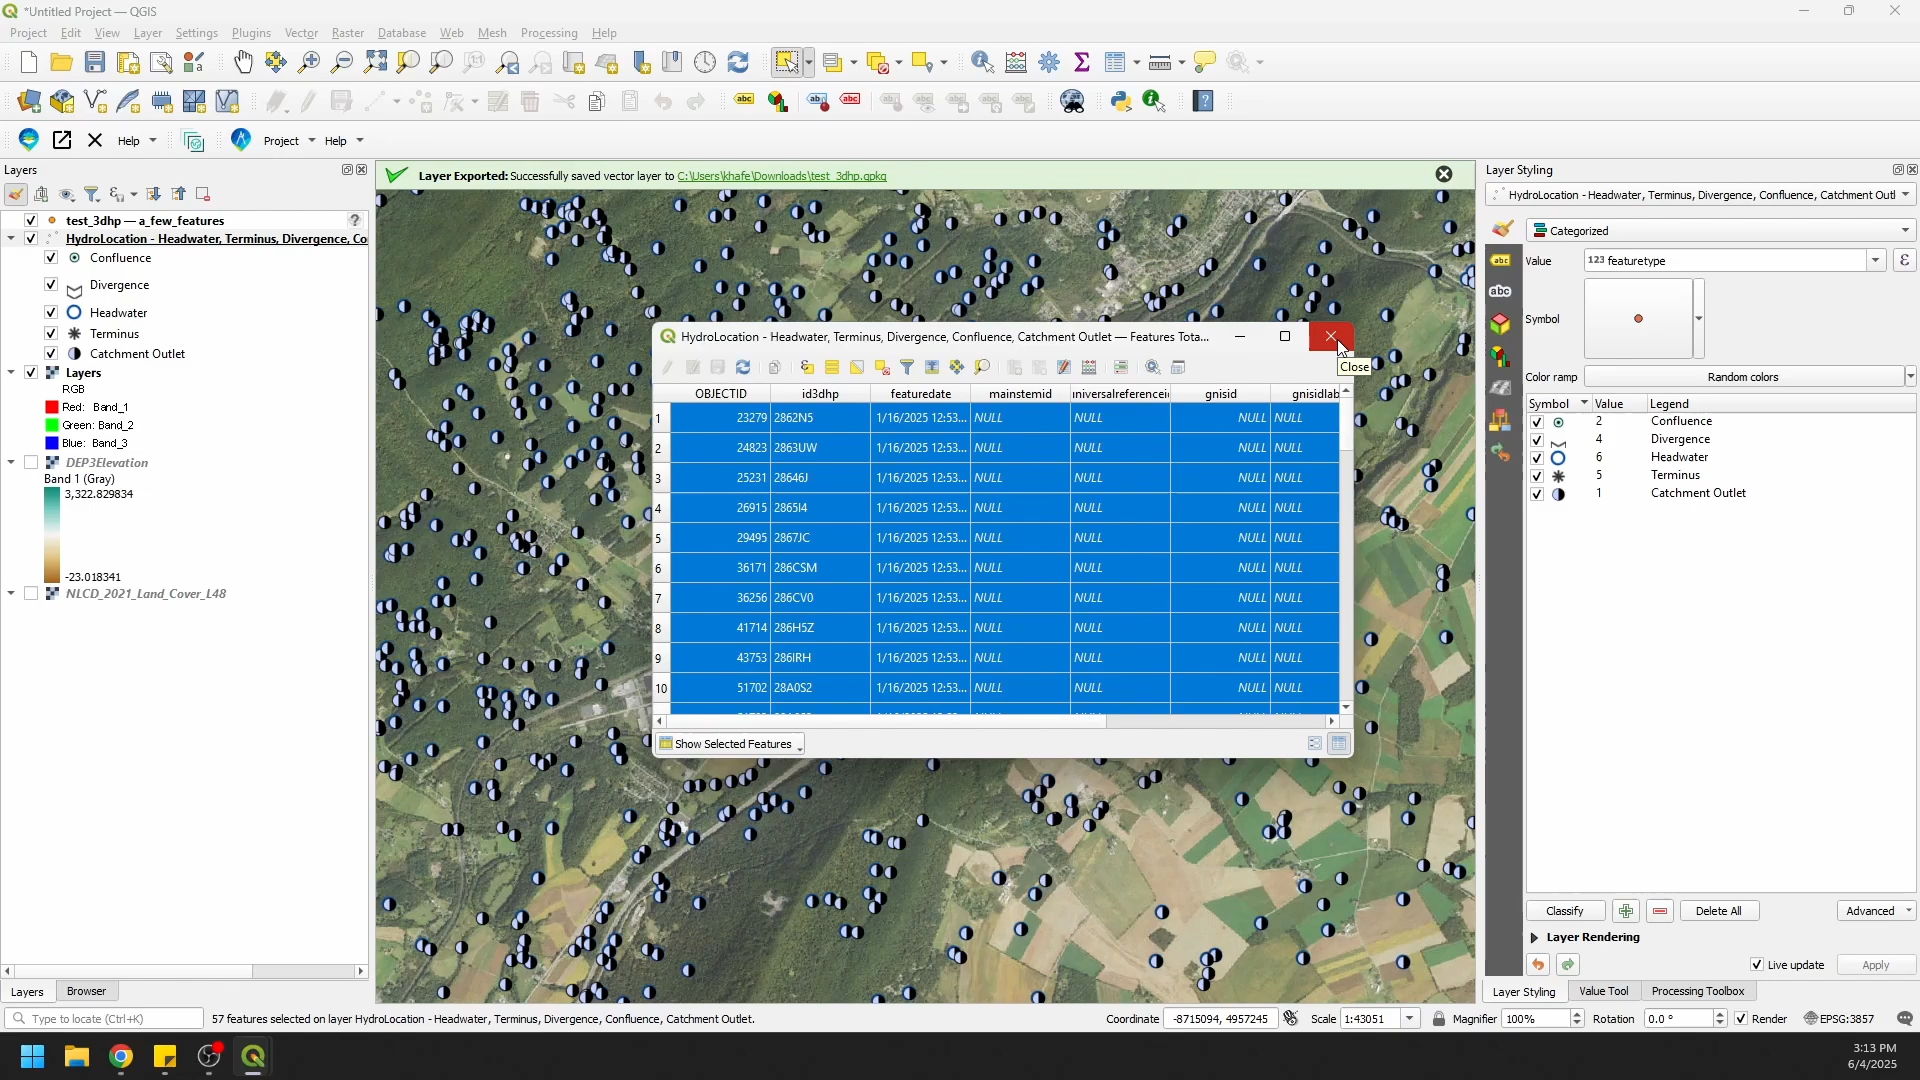 *Untitled Project — QGIS
Project Edit View Layer Settings Plugins Vector Raster Database Web Mesh Processing Help
Help Project Help
Layers
Layer Exported: Successfully saved vector layer to C:\Users\khafe\Downloads\test_3dhp.gpkg
Layer Styling
HydroLocation - Headwater, Terminus, Divergence, Confluence, Catchment Outl
test_3dhp — a_few_features
HydroLocation - Headwater, Terminus, Divergence, Co
Confluence
Divergence
Headwater
Terminus
Catchment Outlet
Layers
RGB
Red: Band_1
Green: Band_2
Blue: Band_3
DEP3Elevation
Band 1 (Gray)
3,322.829834
-23.018341
NLCD_2021_Land_Cover_L48
HydroLocation - Headwater, Terminus, Divergence, Confluence, Catchment Outlet — Features Tota...
Close
OBJECTID id3dhp featuredate mainstemid universalreferencei gnisid gnisidlab
1 23279 2862N5 1/16/2025 12:53... NULL NULL NULL NULL
2 24823 2863UW 1/16/2025 12:53... NULL NULL NULL NULL
3 25231 28646J 1/16/2025 12:53... NULL NULL NULL NULL
4 26915 2865I4 1/16/2025 12:53... NULL NULL NULL NULL
5 29495 2867JC 1/16/2025 12:53... NULL NULL NULL NULL
6 36171 286CSM 1/16/2025 12:53... NULL NULL NULL NULL
7 36256 286CV0 1/16/2025 12:53... NULL NULL NULL NULL
8 41714 286H5Z 1/16/2025 12:53... NULL NULL NULL NULL
9 43753 286IRH 1/16/2025 12:53... NULL NULL NULL NULL
10 51702 28A0S2 1/16/2025 12:53... NULL NULL NULL NULL
Show Selected Features
Categorized
Value 123 featuretype
Symbol
Color ramp Random colors
Symbol Value Legend
2 Confluence
4 Divergence
6 Headwater
5 Terminus
1 Catchment Outlet
Classify Delete All Advanced
Layer Rendering
Live update Apply
Layers Browser
Layer Styling Value Tool Processing Toolbox
Type to locate (Ctrl+K) 57 features selected on layer HydroLocation - Headwater, Terminus, Divergence, Confluence, Catchment Outlet. Coordinate -8715094, 4957245 Scale 1:43051 Magnifier 100% Rotation 0.0 ° Render EPSG:3857
3:13 PM
6/4/2025